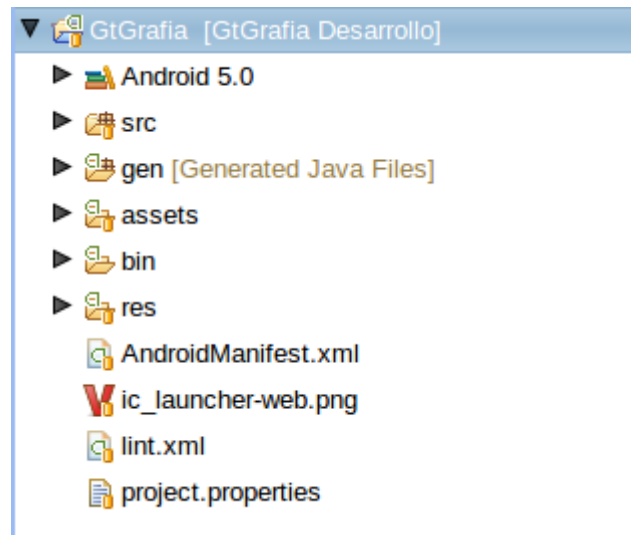 GtGrafia [GtGrafia Desarrollo]
Android 5.0
src
gen [Generated Java Files]
assets
bin
res
AndroidManifest.xml
ic_launcher-web.png
lint.xml
project.properties